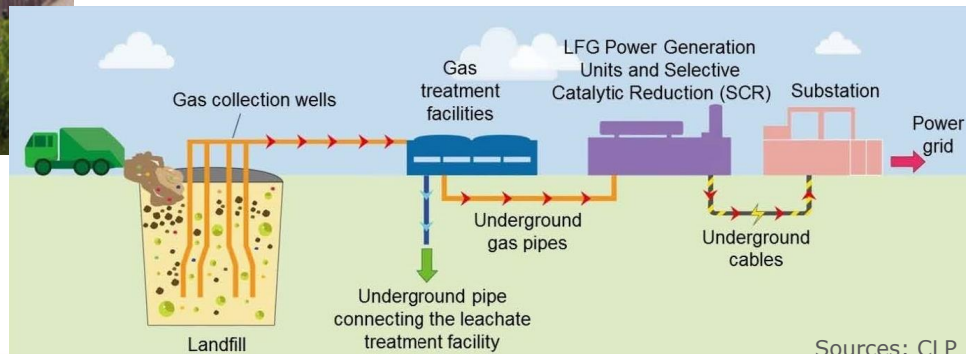 Gas collection wells
Gas
treatment
facilities
LFG Power Generation
Units and Selective
Catalytic Reduction (SCR)
Substation
Power
grid
Underground
gas pipes
Underground
cables
Underground pipe
connecting the leachate
treatment facility
Landfill
Sources: CLP